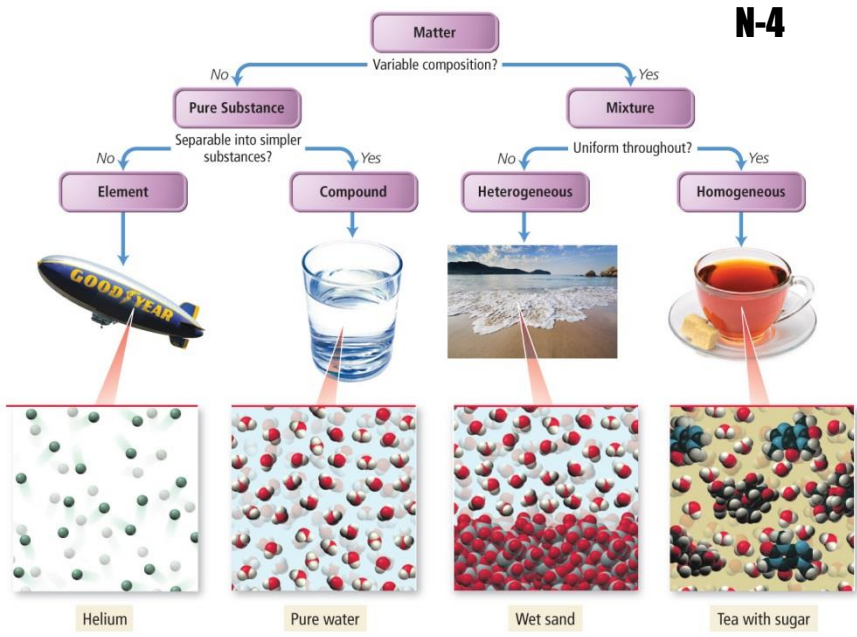 N-4
Matter
Variable composition?
No
Yes
Pure Substance
Mixture
Separable into simpler
substances?
Uniform throughout?
No
Yes
No
Yes
Element
Compound
Heterogeneous
Homogeneous
GOODYEAR
Helium
Pure water
Wet sand
Tea with sugar